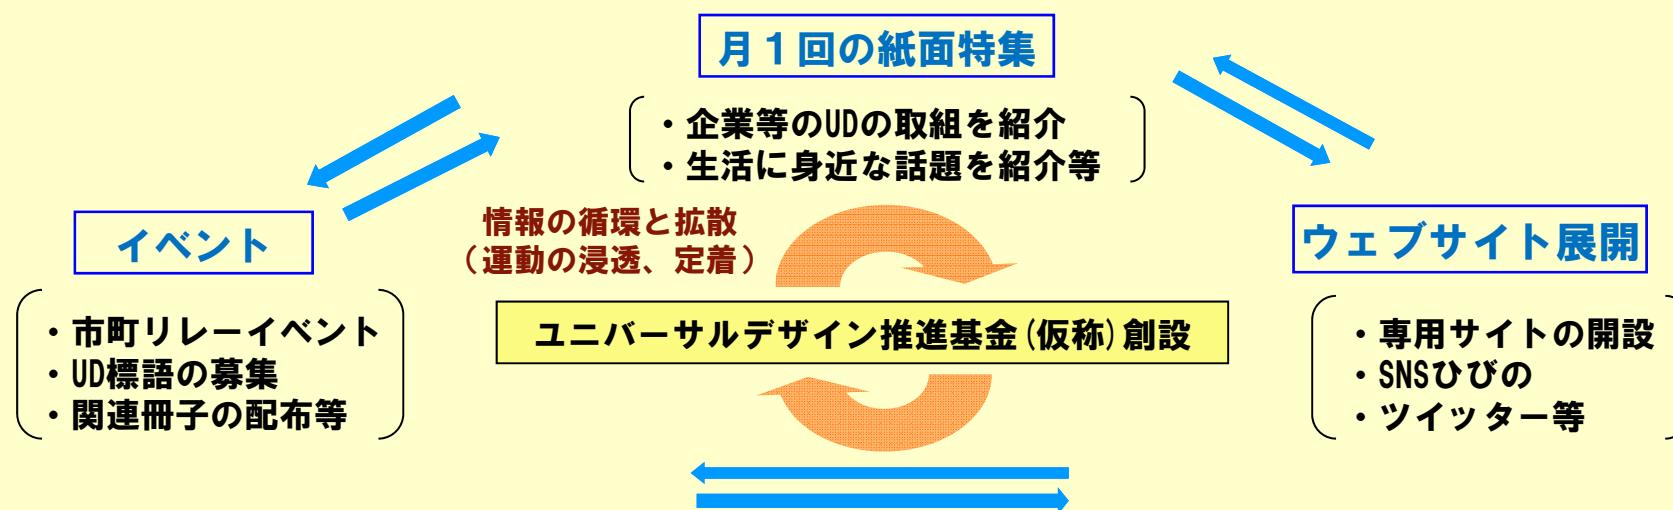 月１回の紙面特集
・企業等のUDの取組を紹介
・生活に身近な話題を紹介等
情報の循環と拡散
（運動の浸透、定着）
イベント
・市町リレーイベント
・UD標語の募集
・関連冊子の配布等
ユニバーサルデザイン推進基金(仮称)創設
ウェブサイト展開
・専用サイトの開設
・SNSひびの
・ツイッター等